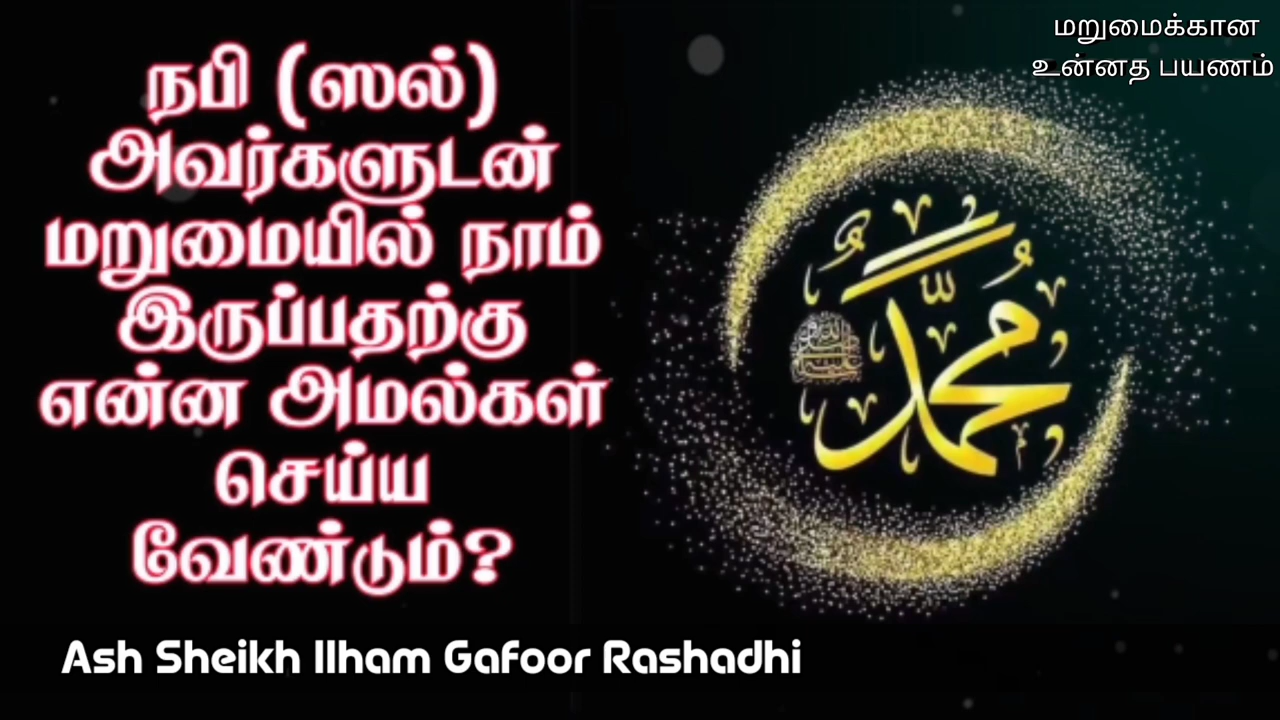 மறுமைக்கான
உன்னத பயணம்
நபி (ஸல்)
அவர்களுடன்
மறுமையில் நாம்
இருப்பதற்கு
என்ன அமல்கள்
செய்ய
வேண்டும்?
مُحَمَّد
Ash Sheikh Ilham Gafoor Rashadhi